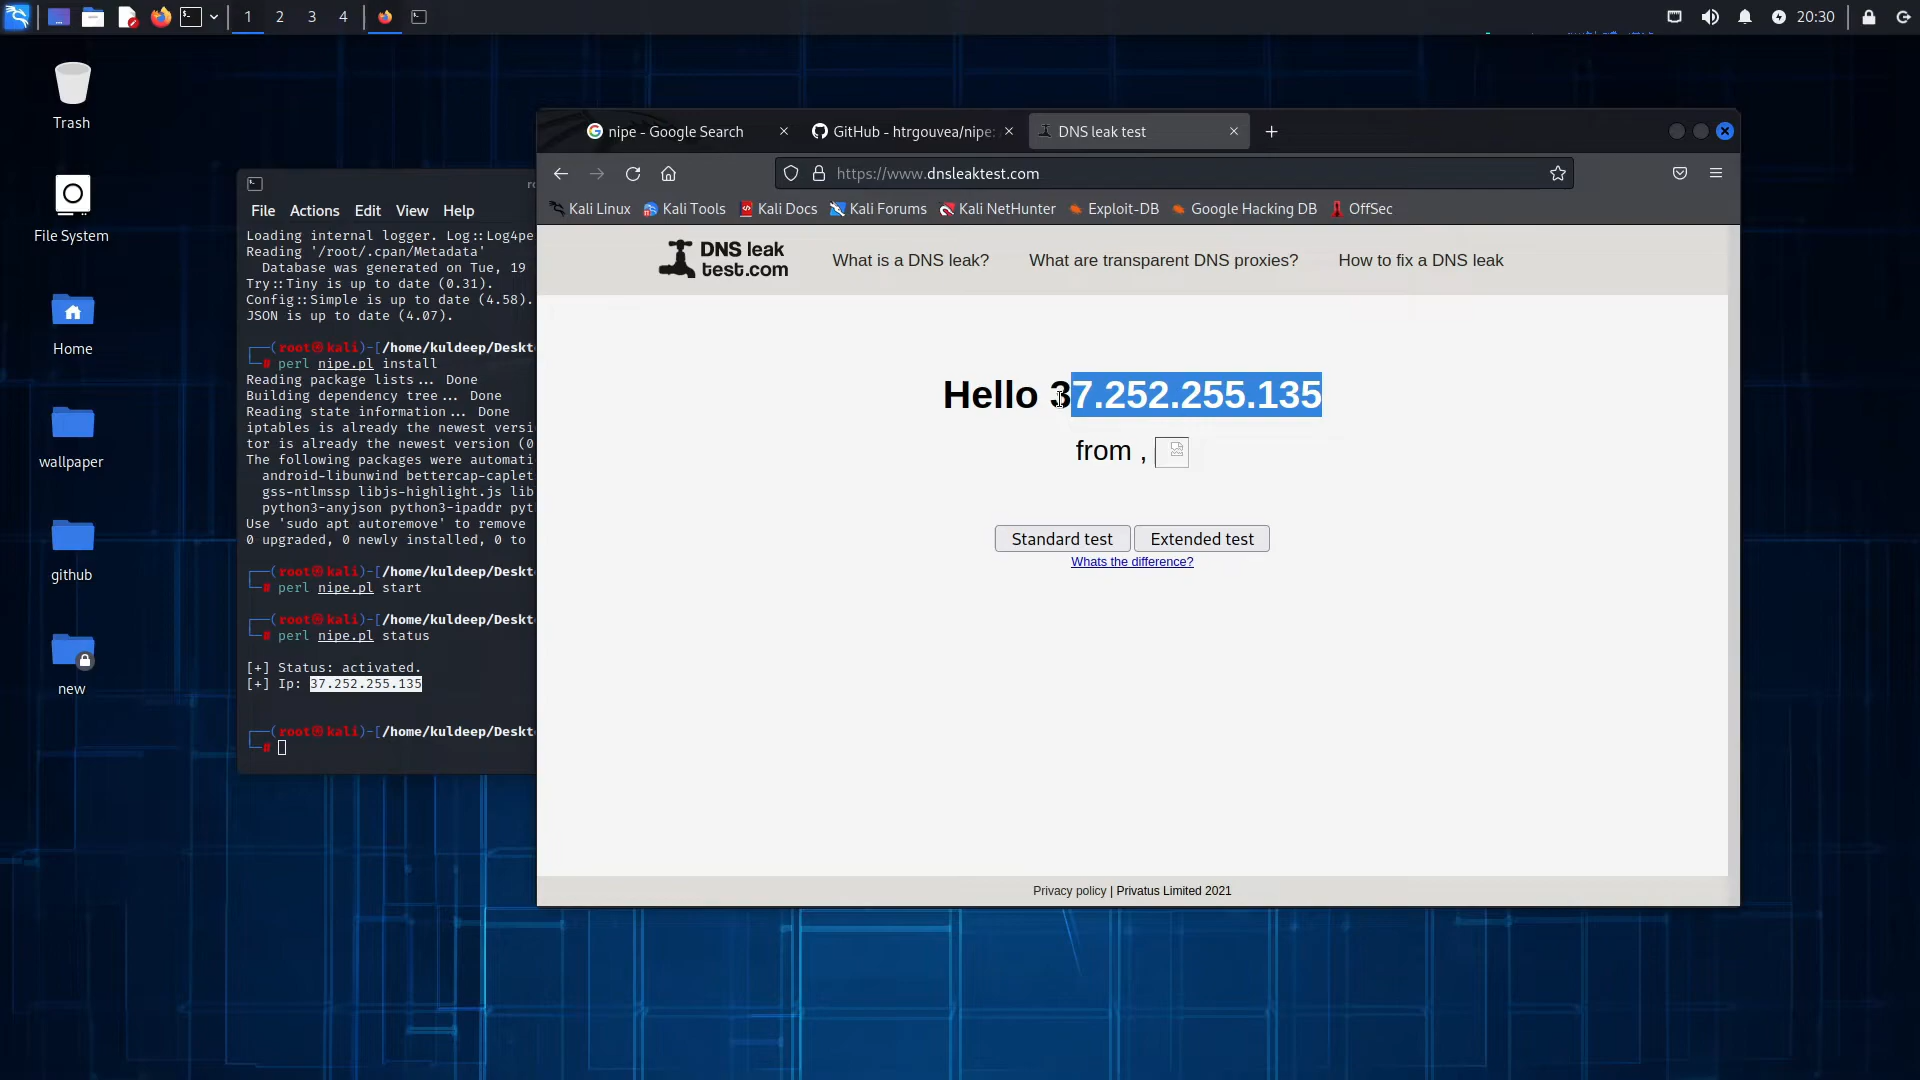 1 2 3 4
20:30
Trash
File System
Home
wallpaper
github
new
File Actions Edit View Help
Loading internal logger. Log::Log4pe
Reading '/root/.cpan/Metadata'
Database was generated on Tue, 19
Try::Tiny is up to date (0.31).
Config::Simple is up to date (4.58).
JSON is up to date (4.07).
(root㉿kali)-[/home/kuldeep/Deskt
# perl nipe.pl install
Reading package lists... Done
Building dependency tree... Done
Reading state information... Done
iptables is already the newest versi
tor is already the newest version (0
The following packages were automati
android-libunwind bettercap-caplet
gss-ntlmssp libjs-highlight.js lib
python3-anyjson python3-ipaddr pyt
Use 'sudo apt autoremove' to remove
0 upgraded, 0 newly installed, 0 to
(root㉿kali)-[/home/kuldeep/Deskt
# perl nipe.pl start
(root㉿kali)-[/home/kuldeep/Deskt
# perl nipe.pl status
[+] Status: activated.
[+] Ip: 37.252.255.135
(root㉿kali)-[/home/kuldeep/Deskt
#
nipe - Google Search
GitHub - htrgouvea/nipe:
DNS leak test
https://www.dnsleaktest.com
Kali Linux Kali Tools Kali Docs Kali Forums Kali NetHunter Exploit-DB Google Hacking DB OffSec
DNS leak
test.com
What is a DNS leak? What are transparent DNS proxies? How to fix a DNS leak
Hello 37.252.255.135
from ,
Standard test Extended test
Whats the difference?
Privacy policy | Privatus Limited 2021